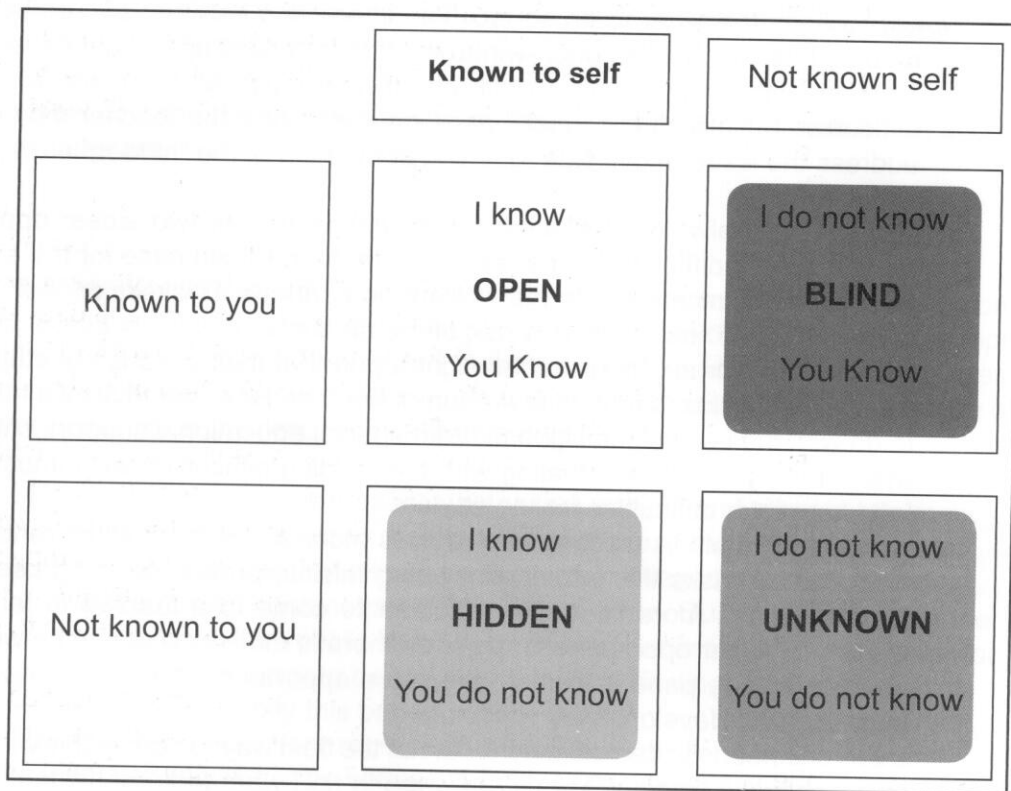 Known to self
Not known self
Known to you
I know
OPEN
You Know
I do not know
BLIND
You Know
Not known to you
I know
HIDDEN
You do not know
I do not know
UNKNOWN
You do not know